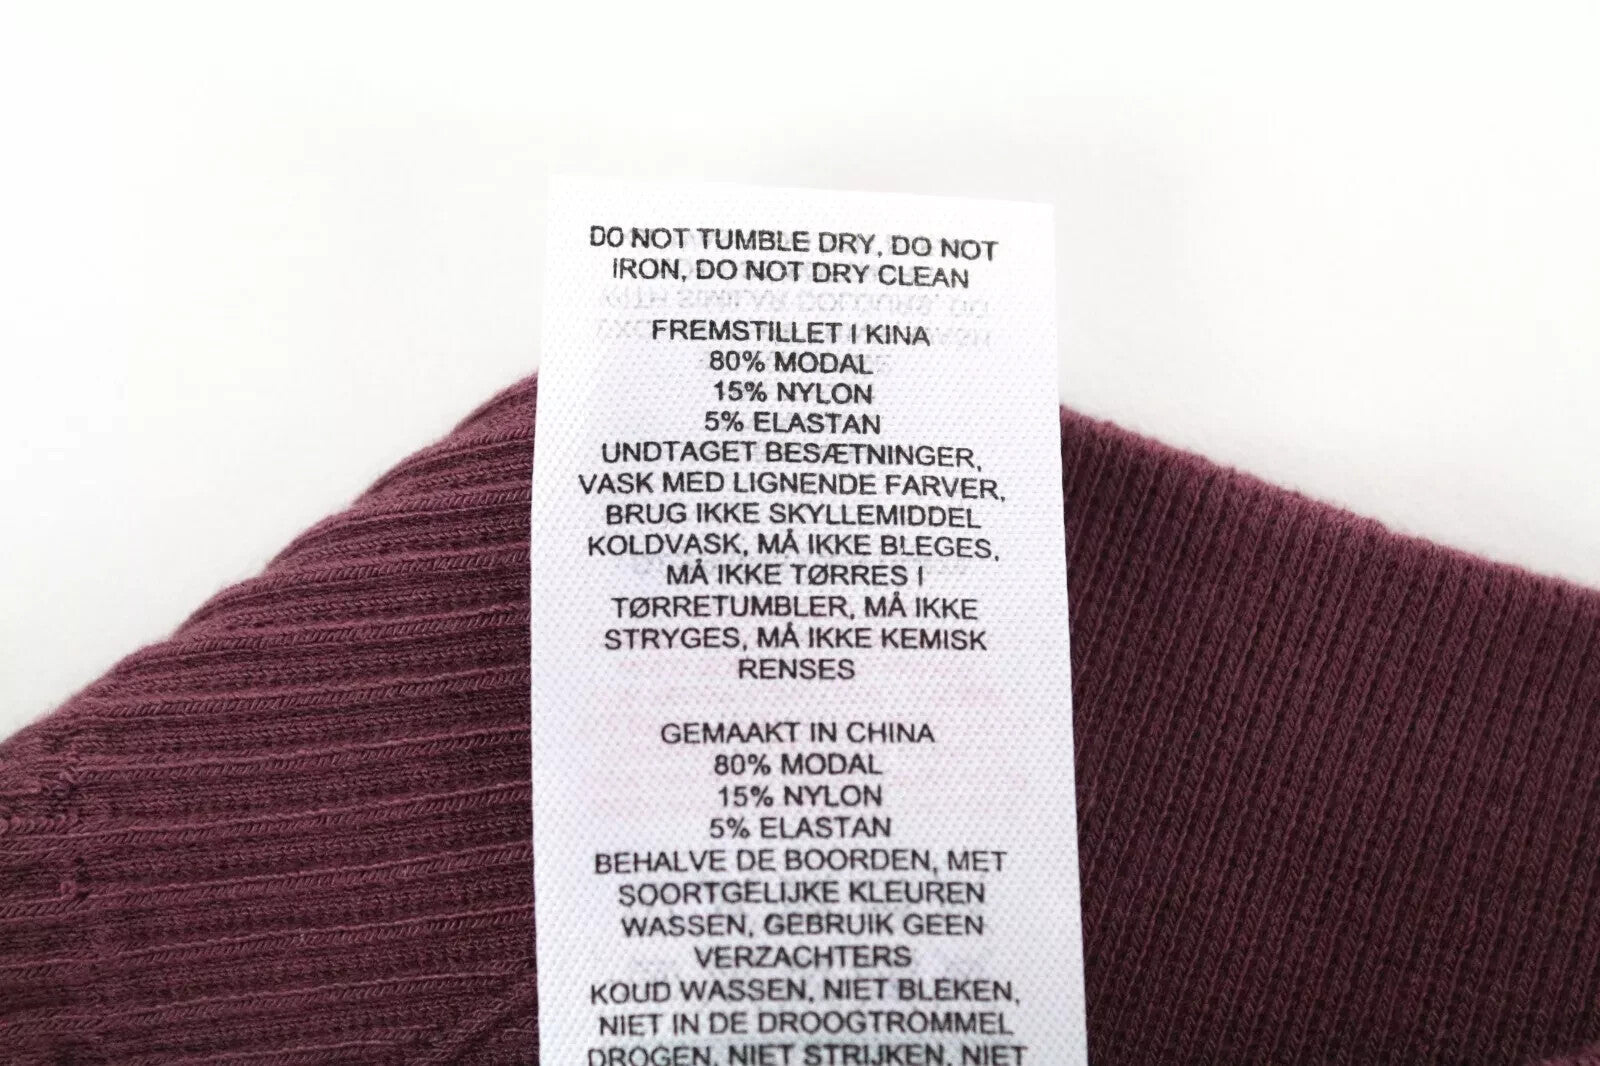 DO NOT TUMBLE DRY, DO NOT
IRON, DO NOT DRY CLEAN
FREMSTILLET I KINA
80% MODAL
15% NYLON
5% ELASTAN
UNDTAGET BESÆTNINGER,
VASK MED LIGNENDE FARVER,
BRUG IKKE SKYLLEMIDDEL
KOLDVASK, MÅ IKKE BLEGES,
MÅ IKKE TØRRES I
TØRRETUMBLER, MÅ IKKE
STRYGES, MÅ IKKE KEMISK
RENSES
GEMAAKT IN CHINA
80% MODAL
15% NYLON
5% ELASTAN
BEHALVE DE BOORDEN, MET
SOORTGELIJKE KLEUREN
WASSEN, GEBRUIK GEEN
VERZACHTERS
KOUD WASSEN, NIET BLEKEN,
NIET IN DE DROOGTROMMEL
DROGEN, NIET STRIJKEN, NIET